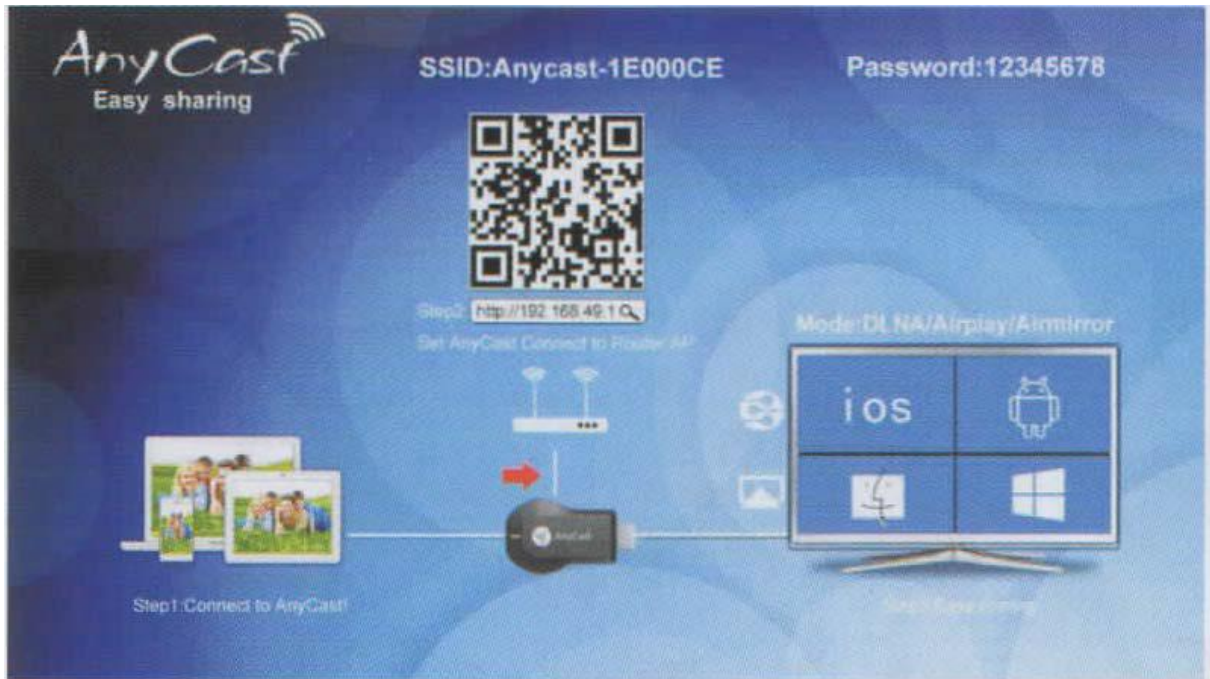 AnyCast
Easy sharing
SSID:Anycast-1E000CE
Password:12345678
Step2: http://192.168.49.1
Set AnyCast Connect to Router AP
Mode:DLNA/Airplay/Airmirror
ios
AnyCast
Step1:Connect to AnyCast!